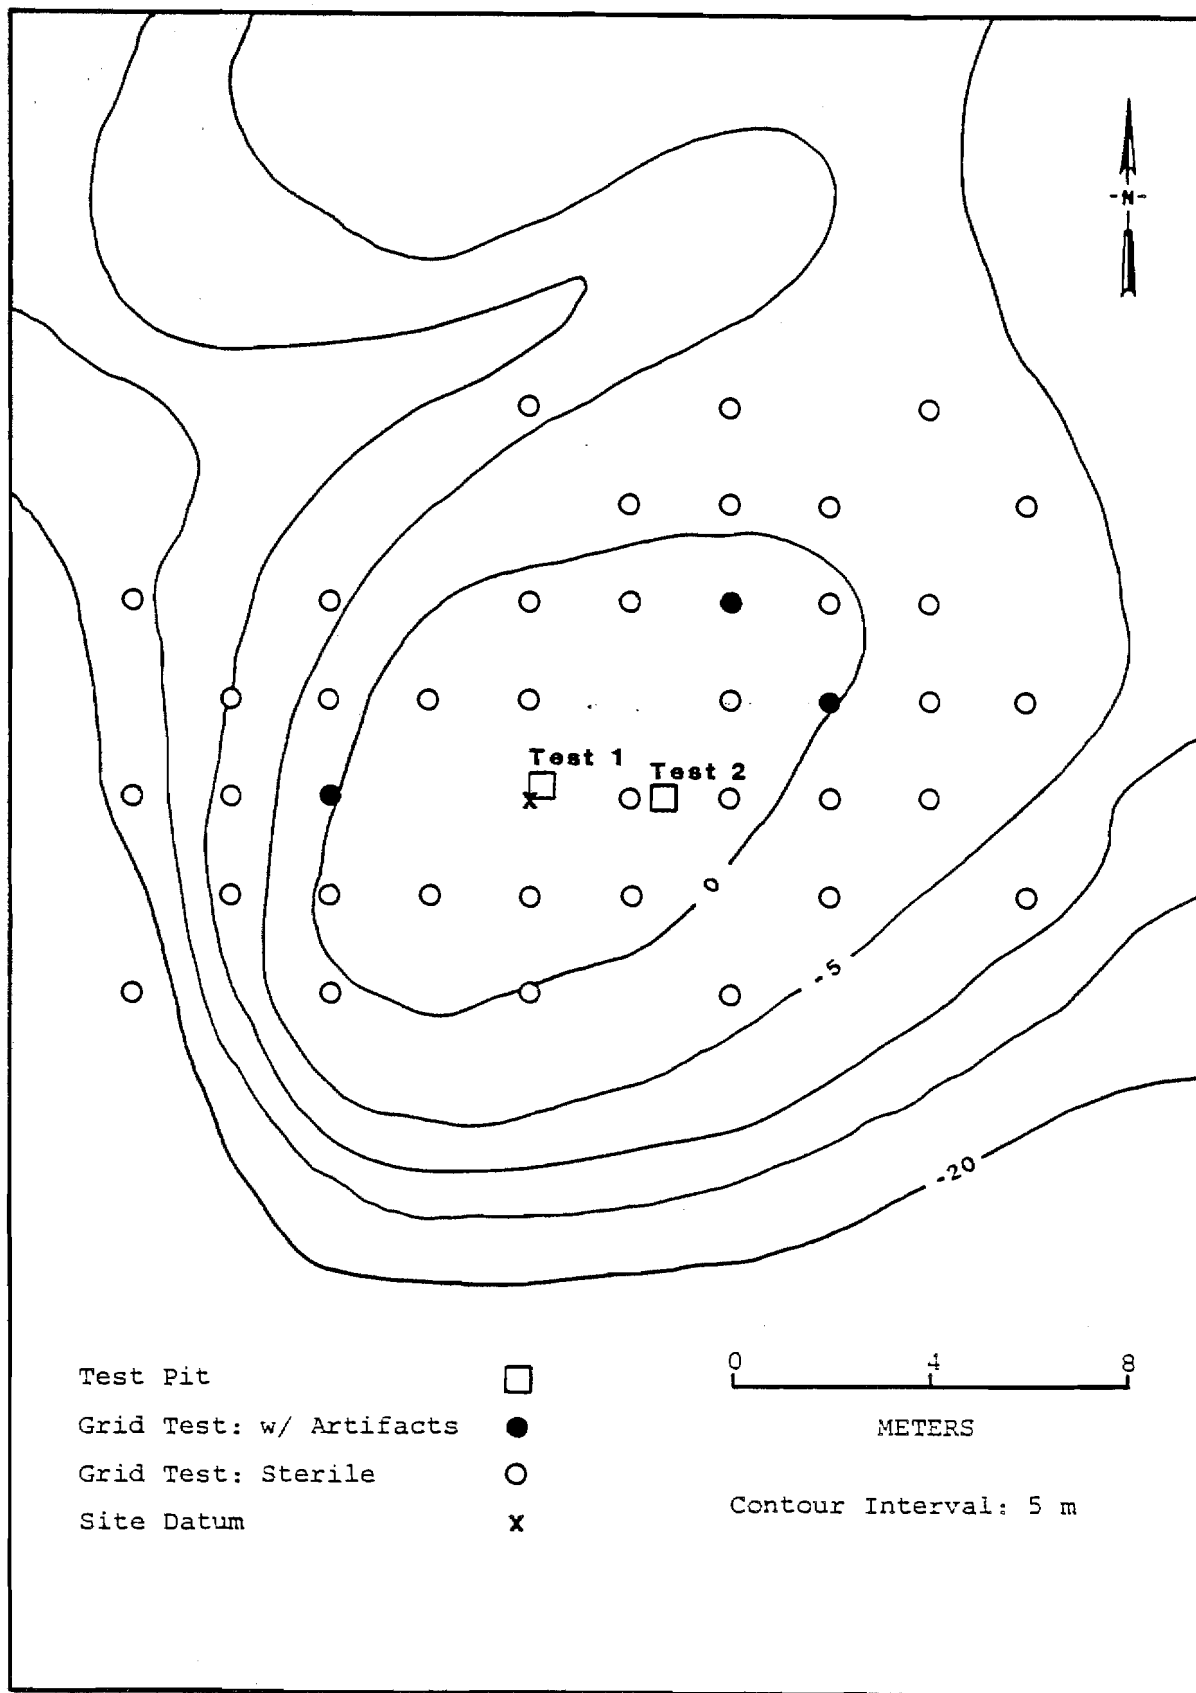 -N-
Test 1
Test 2
0
-5
-20
Test Pit
Grid Test: w/ Artifacts
Grid Test: Sterile
Site Datum x
0 4 8
METERS
Contour Interval: 5 m